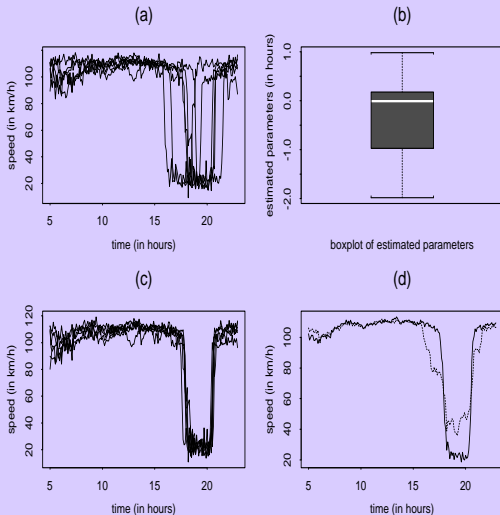 (a)
speed (in km/h)
20 40 60 80 100
5 10 15 20
time (in hours)
(b)
estimated parameters (in hours)
-2.0 -1.0 0.0 1.0
boxplot of estimated parameters
(c)
speed (in km/h)
20 40 60 80 100 120
5 10 15 20
time (in hours)
(d)
speed (in km/h)
20 40 60 80 100
5 10 15 20
time (in hours)